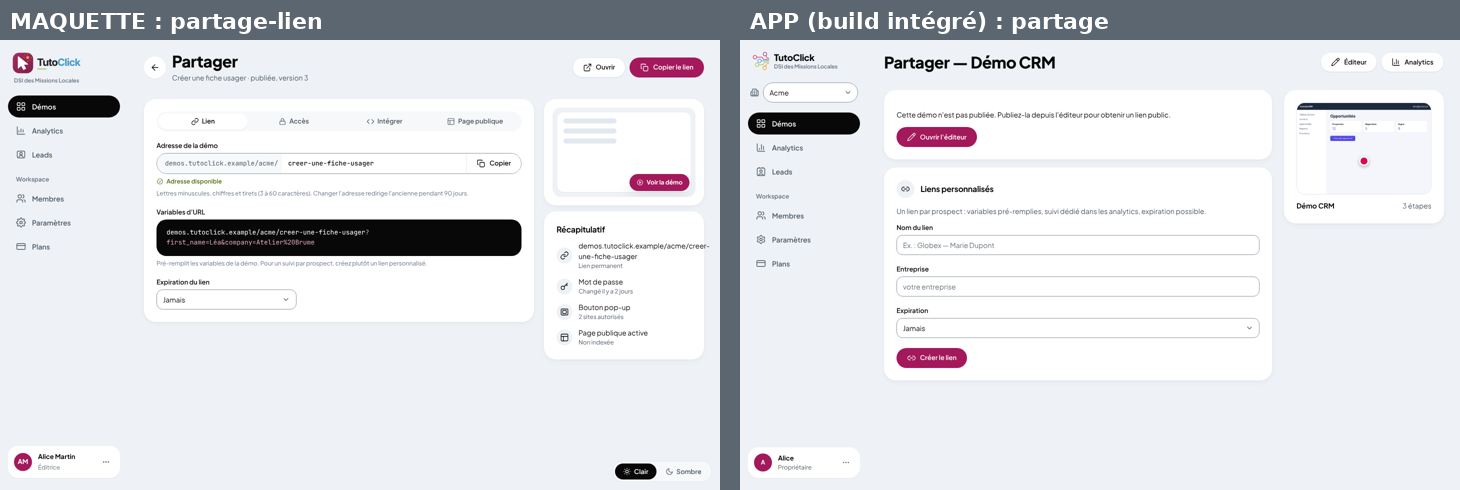 MAQUETTE : partage-lien
TutoClick
DSI des Missions Locales
Démos
Analytics
Leads
Workspace
Membres
Paramètres
Plans
AM
Alice Martin
Éditrice
Partager
Créer une fiche usager · publiée, version 3
Ouvrir
Copier le lien
Lien
Accès
Intégrer
Page publique
Adresse de la démo
demos.tutoclick.example/acme/
creer-une-fiche-usager
Copier
Adresse disponible
Lettres minuscules, chiffres et tirets (3 à 60 caractères). Changer l'adresse redirige l'ancienne pendant 90 jours.
Variables d'URL
demos.tutoclick.example/acme/creer-une-fiche-usager?
first_name=Léa&company=Atelier%20Brume
Pré-remplit les variables de la démo. Pour un suivi par prospect, créez plutôt un lien personnalisé.
Expiration du lien
Jamais
Voir la démo
Récapitulatif
demos.tutoclick.example/acme/creer-
une-fiche-usager
Lien permanent
Mot de passe
Changé il y a 2 jours
Bouton pop-up
2 sites autorisés
Page publique active
Non indexée
Clair
Sombre
APP (build intégré) : partage
TutoClick
DSI des Missions Locales
Acme
Démos
Analytics
Leads
Workspace
Membres
Paramètres
Plans
A
Alice
Propriétaire
Partager — Démo CRM
Éditeur
Analytics
Cette démo n'est pas publiée. Publiez-la depuis l'éditeur pour obtenir un lien public.
Ouvrir l'éditeur
Liens personnalisés
Un lien par prospect : variables pré-remplies, suivi dédié dans les analytics, expiration possible.
Nom du lien
Ex. : Globex — Marie Dupont
Entreprise
votre entreprise
Expiration
Jamais
Créer le lien
Opportunités
Démo CRM
3 étapes